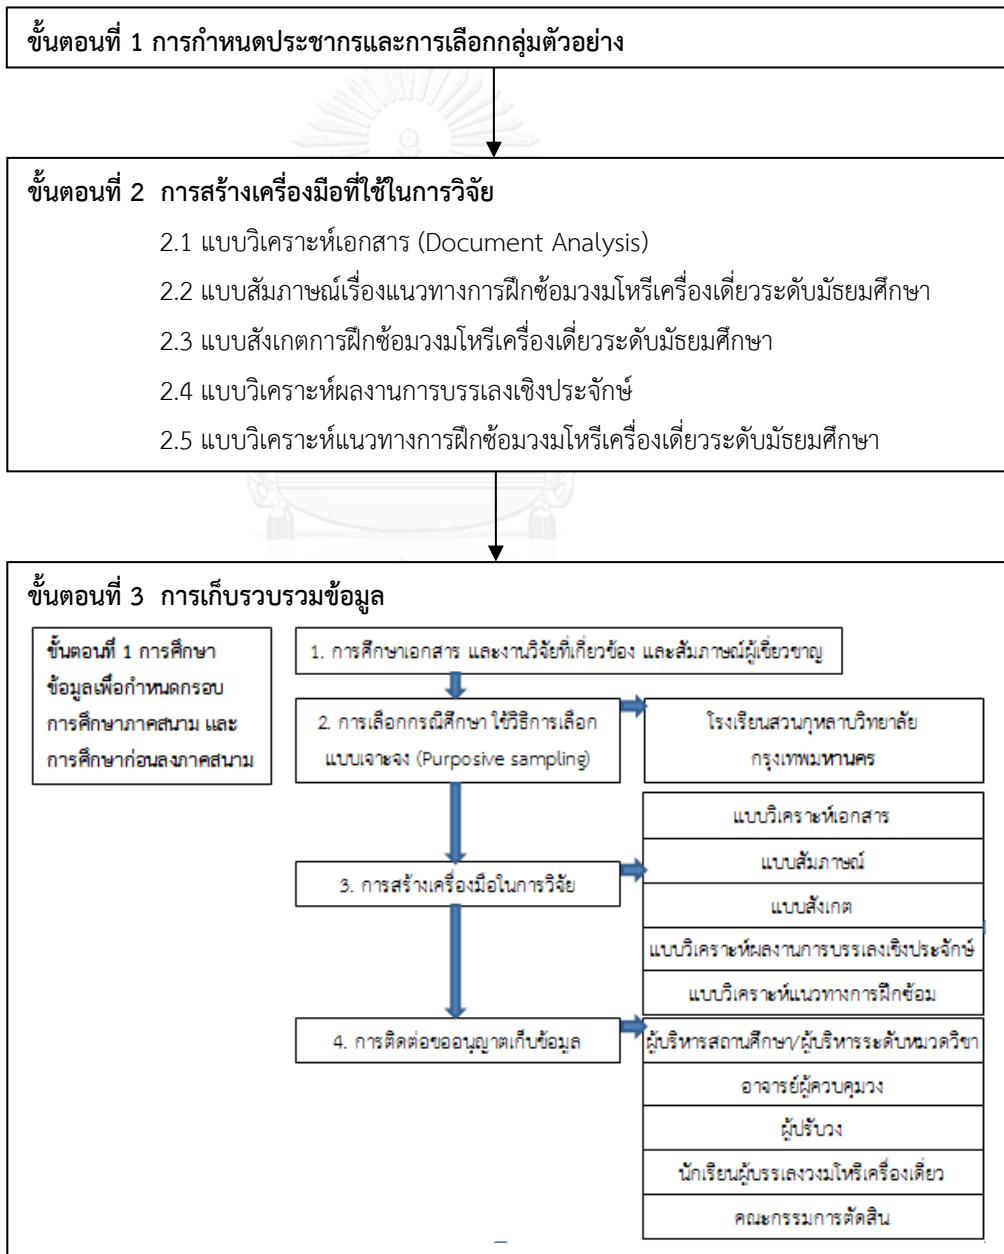 ขั้นตอนที่ 1 การกำหนดประชากรและการเลือกกลุ่มตัวอย่าง
ขั้นตอนที่ 2 การสร้างเครื่องมือที่ใช้ในการวิจัย
2.1 แบบวิเคราะห์เอกสาร (Document Analysis)
2.2 แบบสัมภาษณ์เรื่องแนวทางการฝึกซ้อมวงมโหรีเครื่องเดี่ยวระดับมัธยมศึกษา
2.3 แบบสังเกตการฝึกซ้อมวงมโหรีเครื่องเดี่ยวระดับมัธยมศึกษา
2.4 แบบวิเคราะห์ผลงานการบรรเลงเชิงประจักษ์
2.5 แบบวิเคราะห์แนวทางการฝึกซ้อมวงมโหรีเครื่องเดี่ยวระดับมัธยมศึกษา
ขั้นตอนที่ 3 การเก็บรวบรวมข้อมูล
ขั้นตอนที่ 1 การศึกษา
ข้อมูลเพื่อกำหนดกรอบ
การศึกษาภาคสนาม และ
การศึกษาก่อนลงภาคสนาม
1. การศึกษาเอกสาร และงานวิจัยที่เกี่ยวข้อง และสัมภาษณ์ผู้เชี่ยวชาญ
2. การเลือกกรณีศึกษา ใช้วิธีการเลือก
แบบเจาะจง (Purposive sampling)
โรงเรียนสวนกุหลาบวิทยาลัย
กรุงเทพมหานคร
3. การสร้างเครื่องมือในการวิจัย
แบบวิเคราะห์เอกสาร
แบบสัมภาษณ์
แบบสังเกต
แบบวิเคราะห์ผลงานการบรรเลงเชิงประจักษ์
แบบวิเคราะห์แนวทางการฝึกซ้อม
4. การติดต่อขออนุญาตเก็บข้อมูล
ผู้บริหารสถานศึกษา/ผู้บริหารระดับหมวดวิชา
อาจารย์ผู้ควบคุมวง
ผู้ปรับวง
นักเรียนผู้บรรเลงวงมโหรีเครื่องเดี่ยว
คณะกรรมการตัดสิน